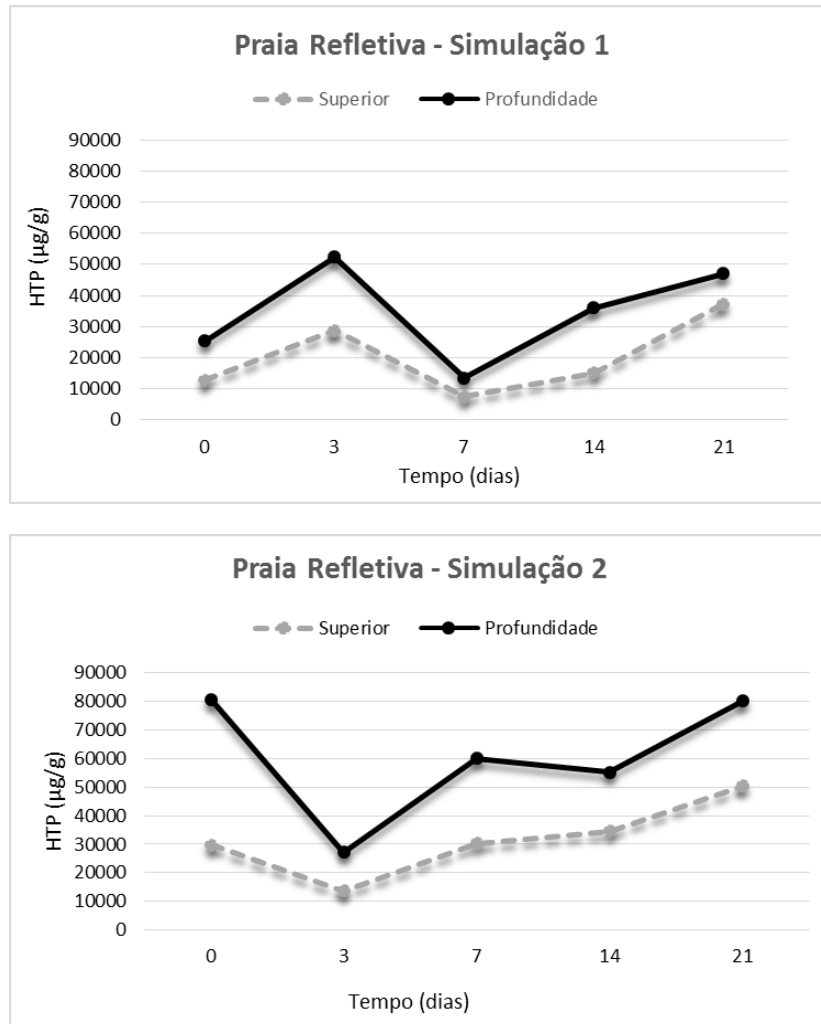 Praia Refletiva - Simulação 1
Superior Profundidade
90000
80000
70000
60000
50000
40000
30000
20000
10000
0
HTP (µg/g)
0 3 7 14 21
Tempo (dias)
Praia Refletiva - Simulação 2
Superior Profundidade
90000
80000
70000
60000
50000
40000
30000
20000
10000
0
HTP (µg/g)
0 3 7 14 21
Tempo (dias)